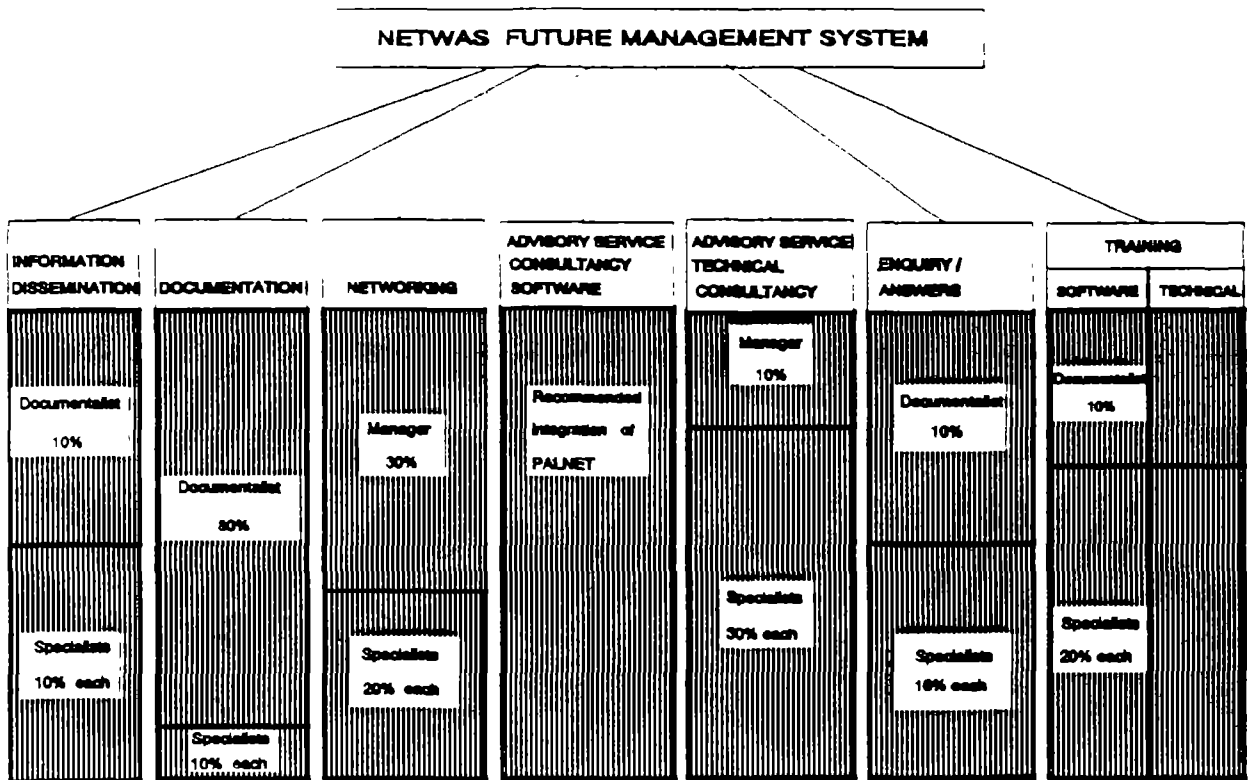 NETWAS FUTURE MANAGEMENT SYSTEM
INFORMATION
DISSEMINATION
DOCUMENTATION
NETWORKING
ADVISORY SERVICE
CONSULTANCY
SOFTWARE
ADVISORY SERVICE
TECHNICAL
CONSULTANCY
ENQUIRY /
ANSWERS
TRAINING
SOFTWARE
TECHNICAL
Documentalist
10%
Specialists
10% each
Documentalist
Specialists
10% each
Manager
30%
Specialists
20% each
Recommended
integration of
PALNET
Manager
10%
Specialists
30% each
Documentalist
10%
Specialists
10% each
Documentalist
10%
Specialists
20% each